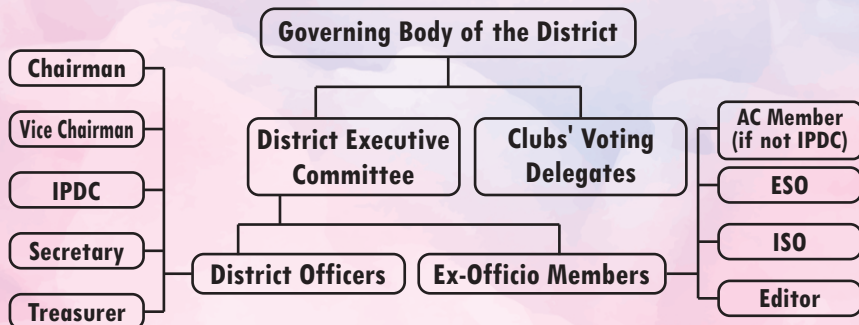 Governing Body of the District
Chairman
Vice Chairman
IPDC
Secretary
Treasurer
District Executive
Committee
Clubs' Voting
Delegates
District Officers
Ex-Officio Members
AC Member
(if not IPDC)
ESO
ISO
Editor